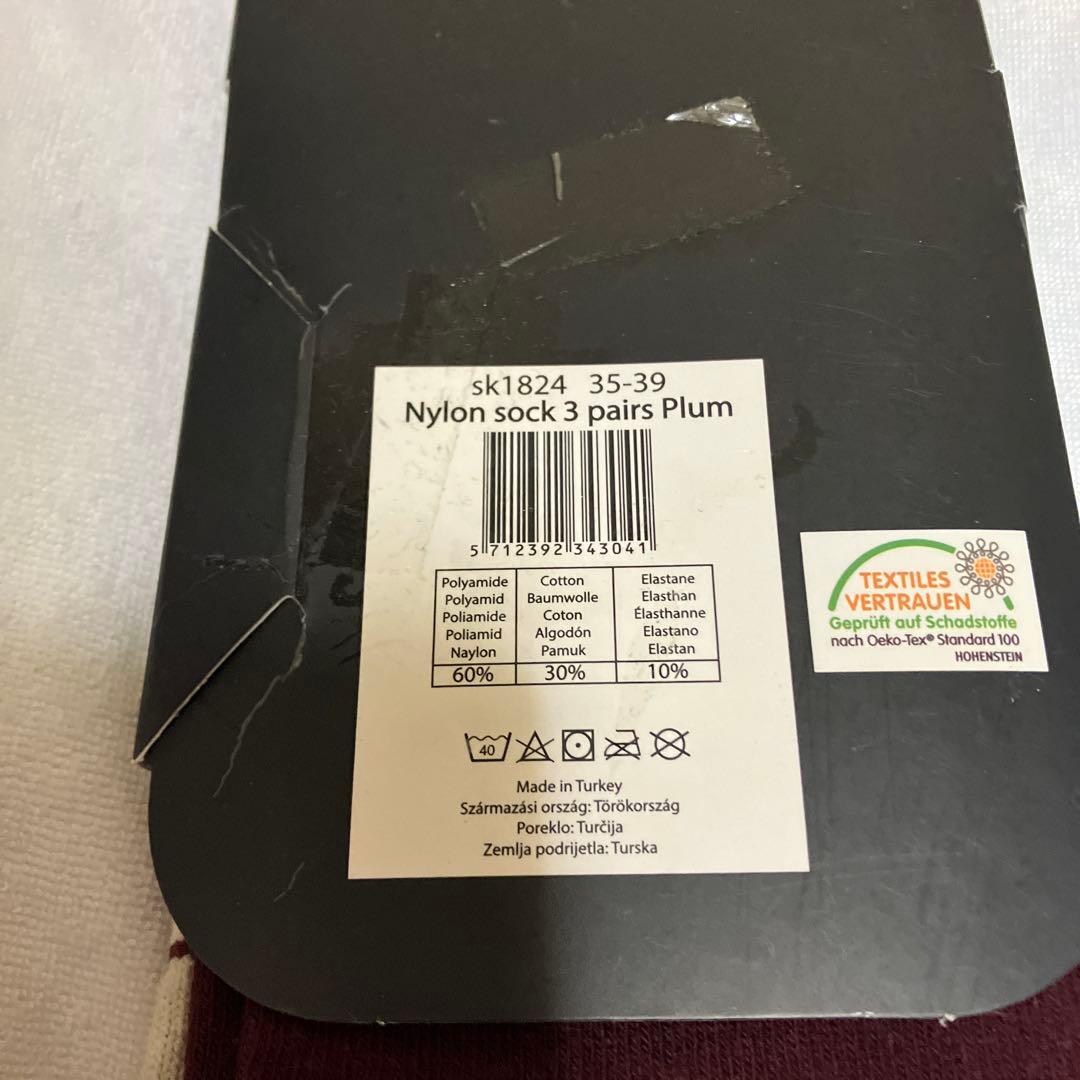 sk1824 35-39
Nylon sock 3 pairs Plum
5 712392 343041
Polyamide Cotton Elastane
Polyamid Baumwolle Elasthan
Poliamide Coton Élasthanne
Poliamid Algodón Elastano
Naylon Pamuk Elastan
60% 30% 10%
40
Made in Turkey
Származási ország: Törökország
Poreklo: Turčija
Zemlja podrijetla: Turska
TEXTILES
VERTRAUEN
Geprüft auf Schadstoffe
nach Oeko-Tex® Standard 100
HOHENSTEIN